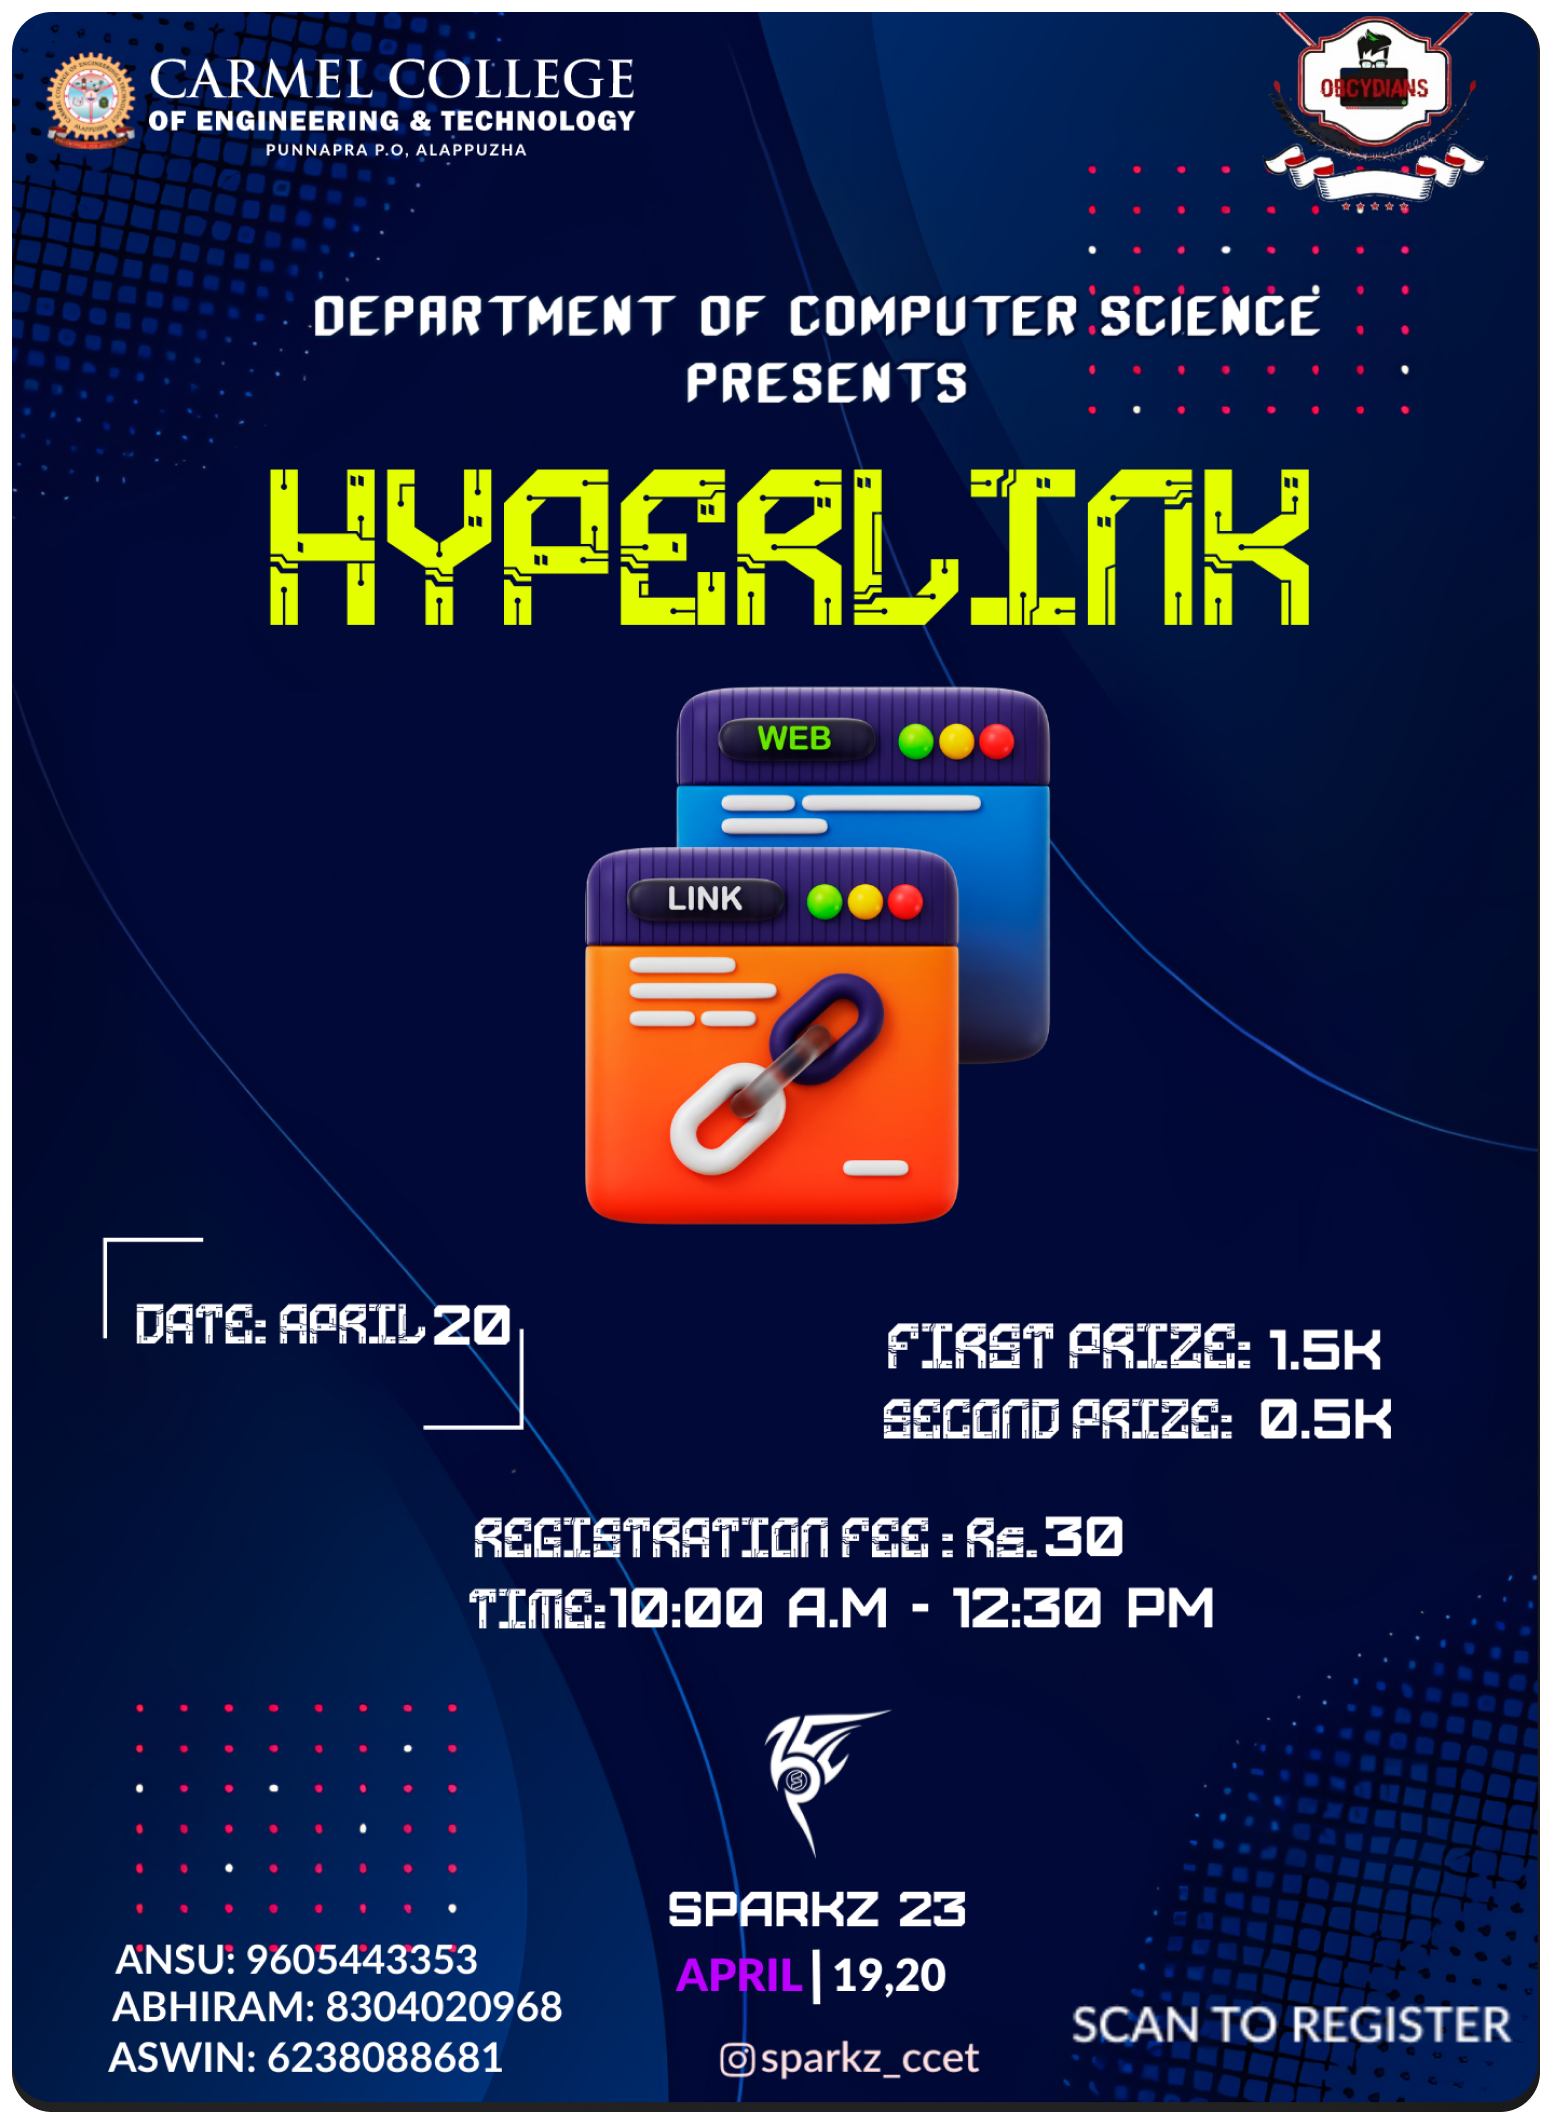 CARMEL COLLEGE
OF ENGINEERING & TECHNOLOGY
PUNNAPRA P.O, ALAPPUZHA
OBCYDIANS
DEPARTMENT OF COMPUTER SCIENCE
PRESENTS
HYPERLINK
WEB
LINK
DATE: APRIL 20
FIRST PRIZE: 1.5K
SECOND PRIZE: 0.5K
REGISTRATION FEE : Rs.30
TIME:10:00 A.M - 12:30 PM
SPARKZ 23
APRIL|19,20
sparkz_ccet
ANSU: 9605443353
ABHIRAM: 8304020968
ASWIN: 6238088681
SCAN TO REGISTER